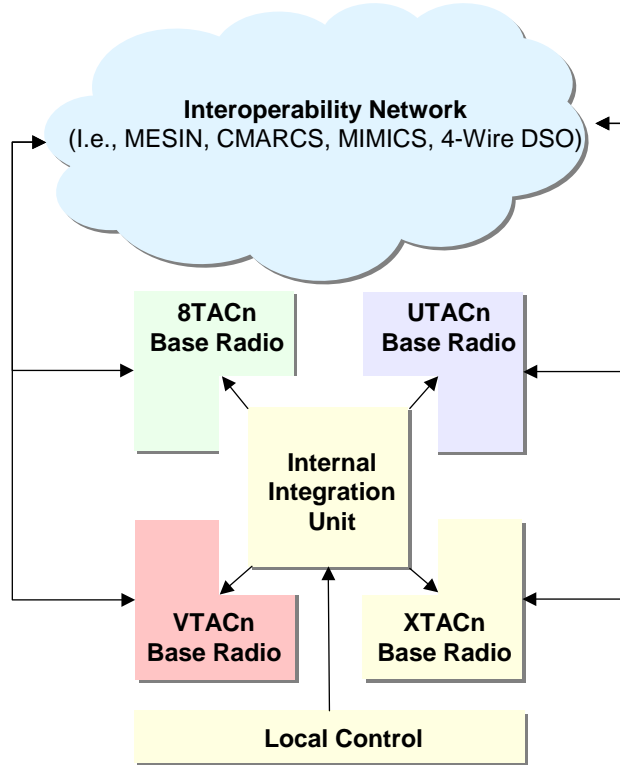 Interoperability Network
(I.e., MESIN, CMARCS, MIMICS, 4-Wire DSO)
8TACn
Base Radio
UTACn
Base Radio
Internal
Integration
Unit
VTACn
Base Radio
XTACn
Base Radio
Local Control